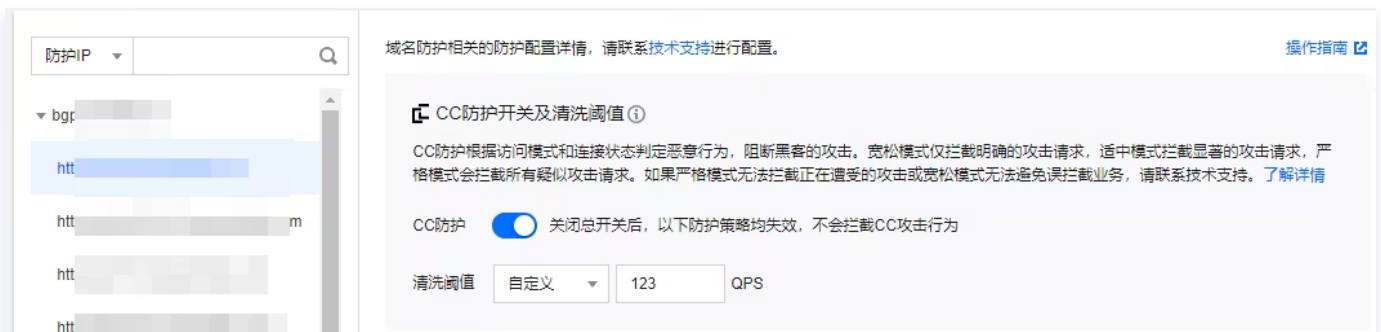 防护IP
bgp
htt
htt m
htt
htt
域名防护相关的防护配置详情，请联系技术支持进行配置。
操作指南
CC防护开关及清洗阈值
CC防护根据访问模式和连接状态判定恶意行为，阻断黑客的攻击。宽松模式仅拦截明确的攻击请求，适中模式拦截显著的攻击请求，严
格模式会拦截所有疑似攻击请求。如果严格模式无法拦截正在遭受的攻击或宽松模式无法避免误拦截业务，请联系技术支持。了解详情
CC防护 关闭总开关后，以下防护策略均失效，不会拦截CC攻击行为
清洗阈值 自定义 123 QPS